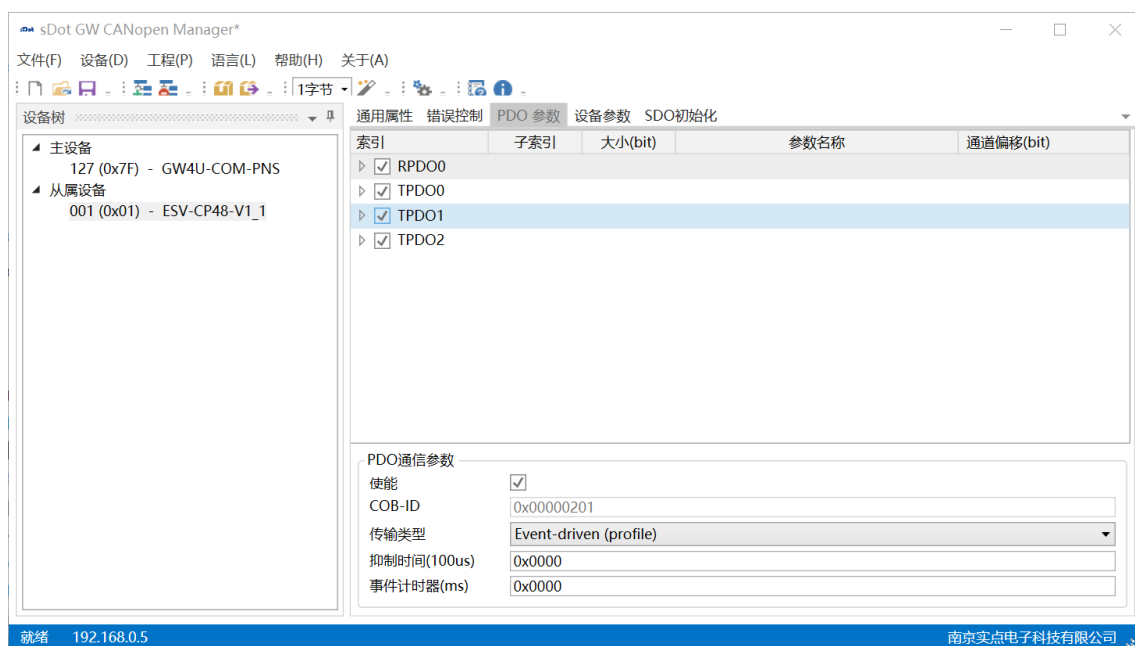 sDot sDot GW CANopen Manager*
文件(F) 设备(D) 工程(P) 语言(L) 帮助(H) 关于(A)
1字节
设备树
通用属性 错误控制 PDO 参数 设备参数 SDO初始化
主设备
127 (0x7F) - GW4U-COM-PNS
从属设备
001 (0x01) - ESV-CP48-V1_1
索引 子索引 大小(bit) 参数名称 通道偏移(bit)
RPDO0
TPDO0
TPDO1
TPDO2
PDO通信参数
使能
COB-ID 0x00000201
传输类型 Event-driven (profile)
抑制时间(100us) 0x0000
事件计时器(ms) 0x0000
就绪 192.168.0.5 南京实点电子科技有限公司